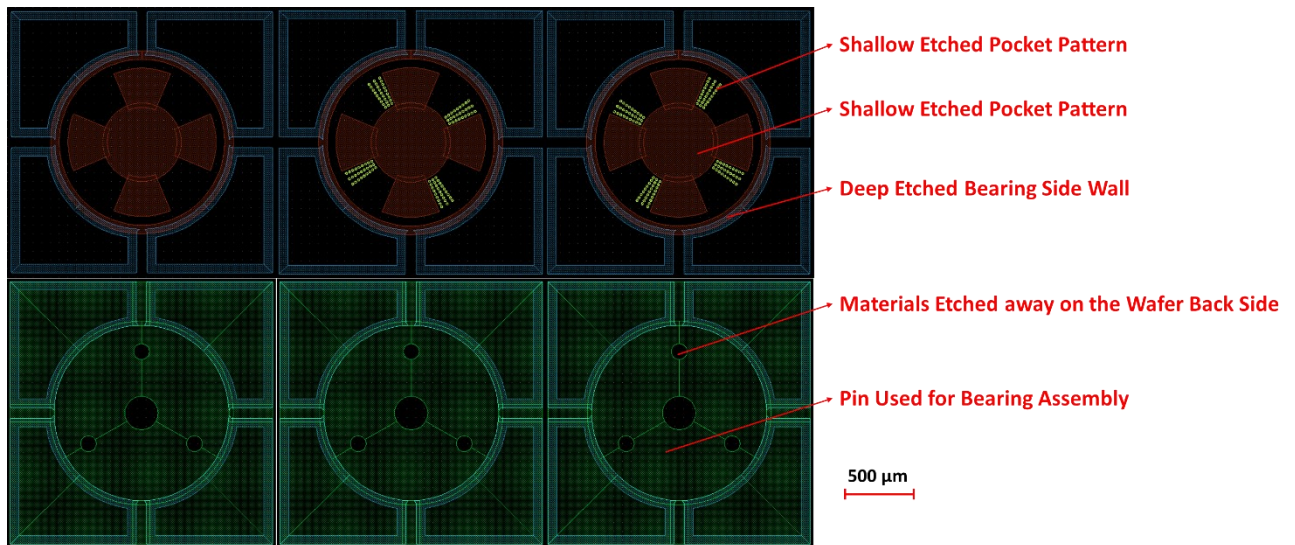 Shallow Etched Pocket Pattern
Shallow Etched Pocket Pattern
Deep Etched Bearing Side Wall
Materials Etched away on the Wafer Back Side
Pin Used for Bearing Assembly
500 µm